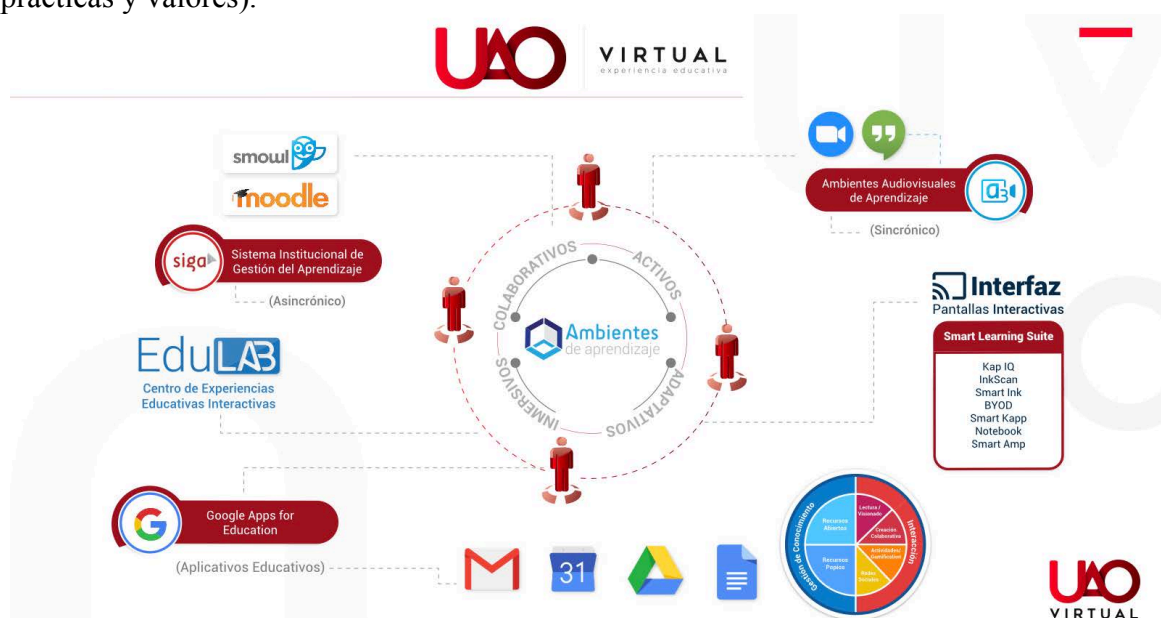 prácticas y valores).
UAO
VIRTUAL
experiencia educativa
smowl
moodle
siga
Sistema Institucional de
Gestión del Aprendizaje
(Asincrónico)
Ambientes Audiovisuales
de Aprendizaje
(Sincrónico)
COLABORATIVOS
ACTIVOS
ADAPTATIVOS
INMERSIVOS
Ambientes
de aprendizaje
EduLAB
Centro de Experiencias
Educativas Interactivas
Interfaz
Pantallas Interactivas
Smart Learning Suite
Kap IQ
InkScan
Smart Ink
BYOD
Smart Kapp
Notebook
Smart Amp
G
Google Apps for
Education
(Aplicativos Educativos)
31
Gestión de Conocimiento
Interacción
Recursos
Abiertos
Recursos
Popios
Lectura /
Visionado
Creación
Colaborativa
Actividades/
Gamification
Redes
Sociales
UAO
VIRTUAL